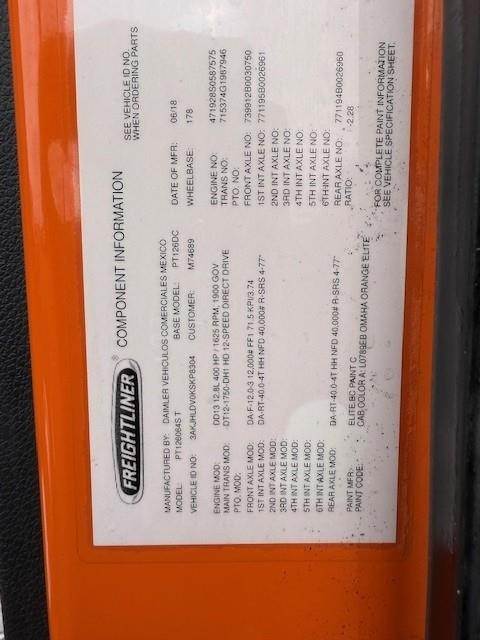 FREIGHTLINER® COMPONENT INFORMATION SEE VEHICLE ID NO. WHEN ORDERING PARTS
MANUFACTURED BY: DAIMLER VEHICULOS COMERCIALES MEXICO DATE OF MFR: 06/18
MODEL: PT126064S T BASE MODEL: PT126DC WHEELBASE: 178
VEHICLE ID NO: 3AKJHLDV0KSKP8304 CUSTOMER: M74689
ENGINE MOD: DD13 12.8L 400 HP / 1625 RPM, 1900 GOV ENGINE NO: 471928S0587575
MAIN TRANS MOD: DT12-1750-DH1 HD 12-SPEED DIRECT DRIVE TRANS NO: 715374G1987946
PTO. MOD: PTO. NO:
FRONT AXLE MOD: DA-F-12.0-3 12,000# FF1 71.5 KPI/3.74 FRONT AXLE NO: 739912B0030750
1ST INT AXLE MOD: DA-RT-40.0-4T HH NFD 40,000# R-SRS 4-77" 1ST INT AXLE NO: 771195B0026961
2ND INT AXLE MOD: 2ND INT AXLE NO:
3RD INT AXLE MOD: 3RD INT AXLE NO:
4TH INT AXLE MOD: 4TH INT AXLE NO:
5TH INT AXLE MOD: 5TH INT AXLE NO:
6TH INT AXLE MOD: 6TH INT AXLE NO:
REAR AXLE MOD: DA-RT-40.0-4T HH NFD 40,000# R-SRS 4-77" REAR AXLE NO: 771194B0026960
RATIO: -2.28
PAINT MFR: ELITE BC PAINT C FOR COMPLETE PAINT INFORMATION
PAINT CODE: CAB COLOR A: L0789EB OMAHA ORANGE ELITE SEE VEHICLE SPECIFICATION SHEET.